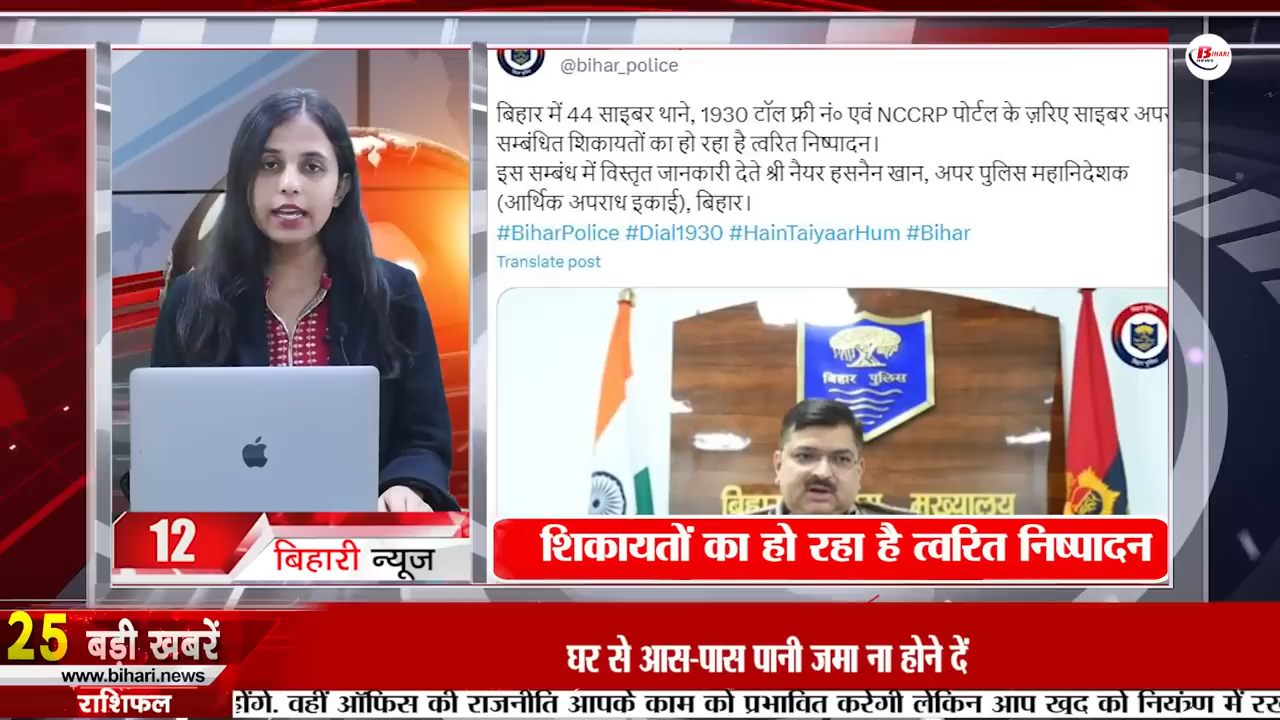 @bihar_police
बिहार में 44 साइबर थाने, 1930 टॉल फ्री नं० एवं NCCRP पोर्टल के ज़रिए साइबर
सम्बंधित शिकायतों का हो रहा है त्वरित निष्पादन।
इस सम्बंध में विस्तृत जानकारी देते श्री नैयर हसनैन खान, अपर पुलिस महानिदेशक
(आर्थिक अपराध इकाई), बिहार।
#BiharPolice #Dial1930 #HainTaiyaarHum #Bihar
Translate post
BIHARI
news
बिहार पुलिस
मुख्यालय
शिकायतों का हो रहा है त्वरित निष्पादन
12
बिहारी न्यूज
25 बड़ी खबरें
www.bihari.news
घर से आस-पास पानी जमा ना होने दें
राशिफल
होंगे. वहीं ऑफिस की राजनीति आपके काम को प्रभावित करेगी लेकिन आप खुद को नियंत्रण में